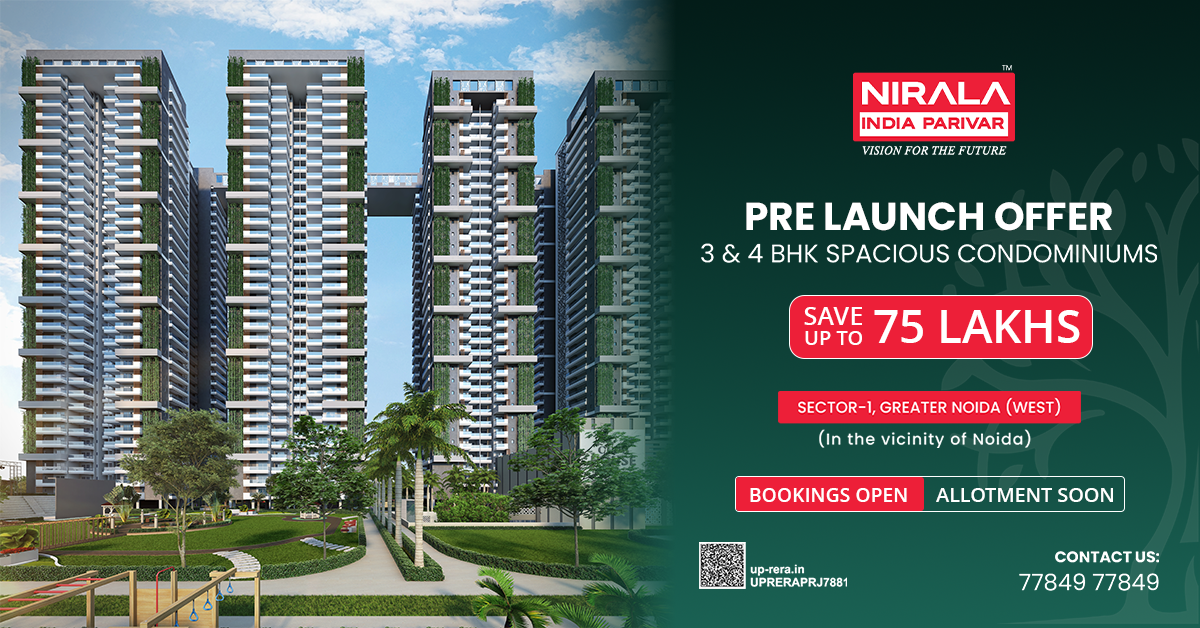 TM
NIRALA
INDIA PARIVAR
VISION FOR THE FUTURE
PRE LAUNCH OFFER
3 & 4 BHK SPACIOUS CONDOMINIUMS
SAVE UP TO 75 LAKHS
SECTOR-1, GREATER NOIDA (WEST)
(In the vicinity of Noida)
BOOKINGS OPEN ALLOTMENT SOON
up-rera.in
UPRERAPRJ7881
CONTACT US:
77849 77849